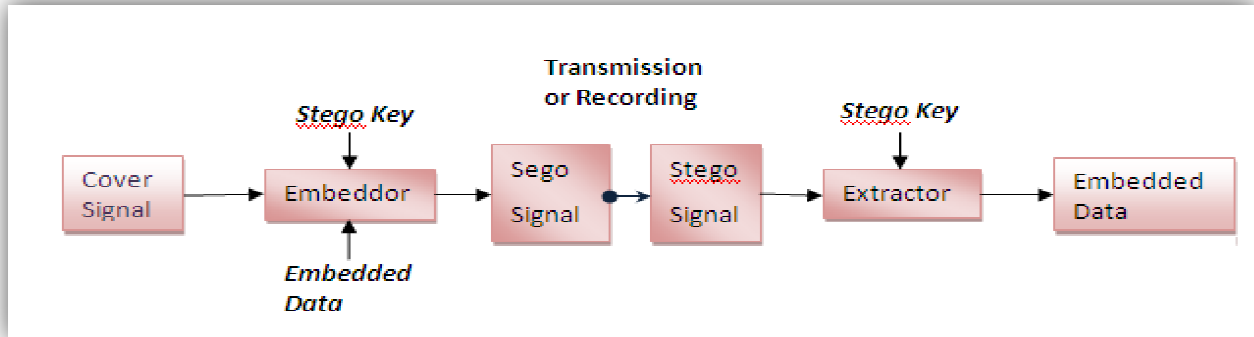 Transmission
or Recording
Stego Key
Stego Key
Cover
Signal
Embeddor
Sego
Signal
Stego
Signal
Extractor
Embedded
Data
Embedded
Data